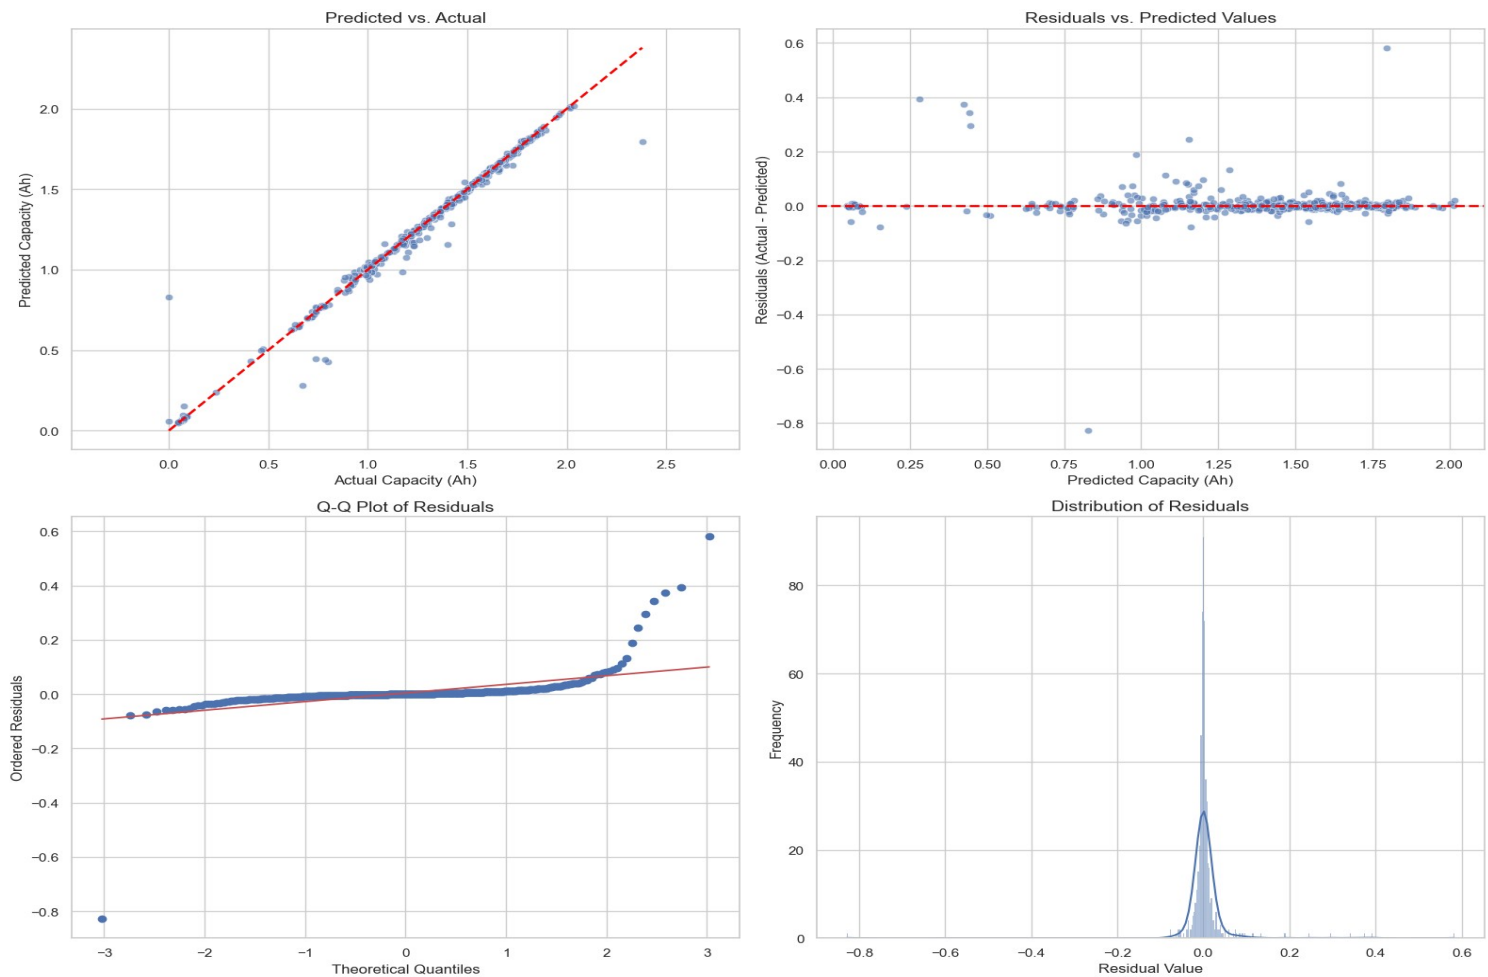 Predicted vs. Actual
Predicted Capacity (Ah)
2.0
1.5
1.0
0.5
0.0
0.0 0.5 1.0 1.5 2.0 2.5
Actual Capacity (Ah)
Residuals vs. Predicted Values
Residuals (Actual - Predicted)
0.6
0.4
0.2
0.0
−0.2
−0.4
−0.6
−0.8
0.00 0.25 0.50 0.75 1.00 1.25 1.50 1.75 2.00
Predicted Capacity (Ah)
Q-Q Plot of Residuals
Ordered Residuals
0.6
0.4
0.2
0.0
−0.2
−0.4
−0.6
−0.8
−3 −2 −1 0 1 2 3
Theoretical Quantiles
Distribution of Residuals
Frequency
80
60
40
20
0
−0.8 −0.6 −0.4 −0.2 0.0 0.2 0.4 0.6
Residual Value